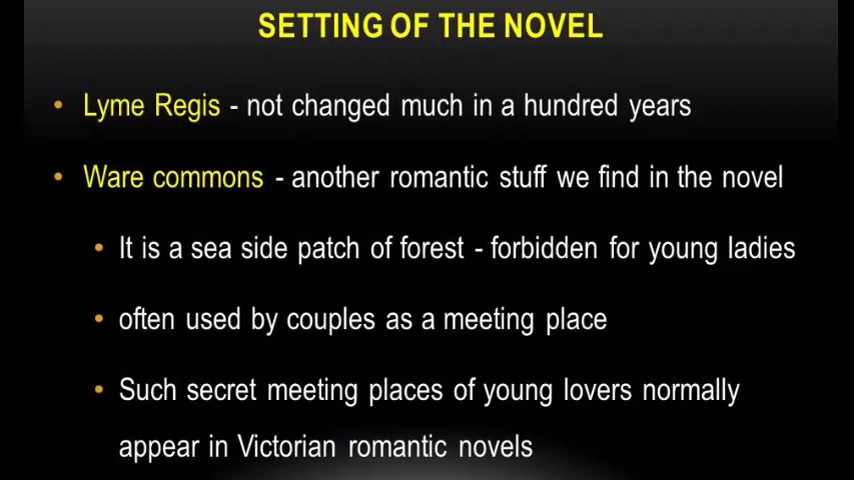 SETTING OF THE NOVEL
• Lyme Regis - not changed much in a hundred years
• Ware commons - another romantic stuff we find in the novel
• It is a sea side patch of forest - forbidden for young ladies
• often used by couples as a meeting place
• Such secret meeting places of young lovers normally
appear in Victorian romantic novels